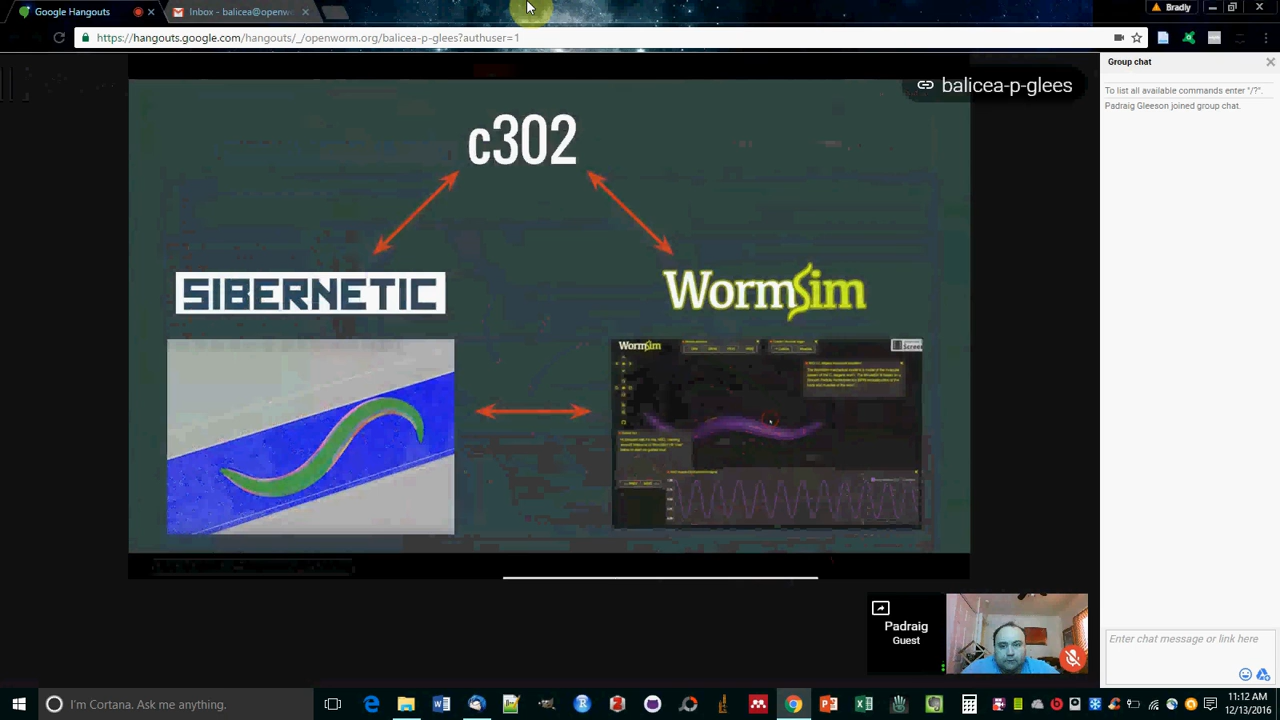 Google Hangouts
Inbox - balicea@openw
Bradly
https://hangouts.google.com/hangouts/_/openworm.org/balicea-p-glees?authuser=1
Group chat
balicea-p-glees
To list all available commands enter "/?".
Padraig Gleeson joined group chat.
c302
SIBERNETIC
WormSim
WormSim
Screen
Padraig
Guest
Enter chat message or link here
I'm Cortana. Ask me anything.
11:12 AM
12/13/2016